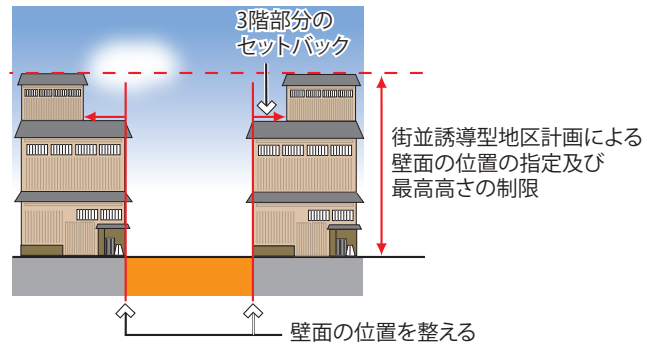 3階部分の
セットバック
街並誘導型地区計画による
壁面の位置の指定及び
最高高さの制限
壁面の位置を整える